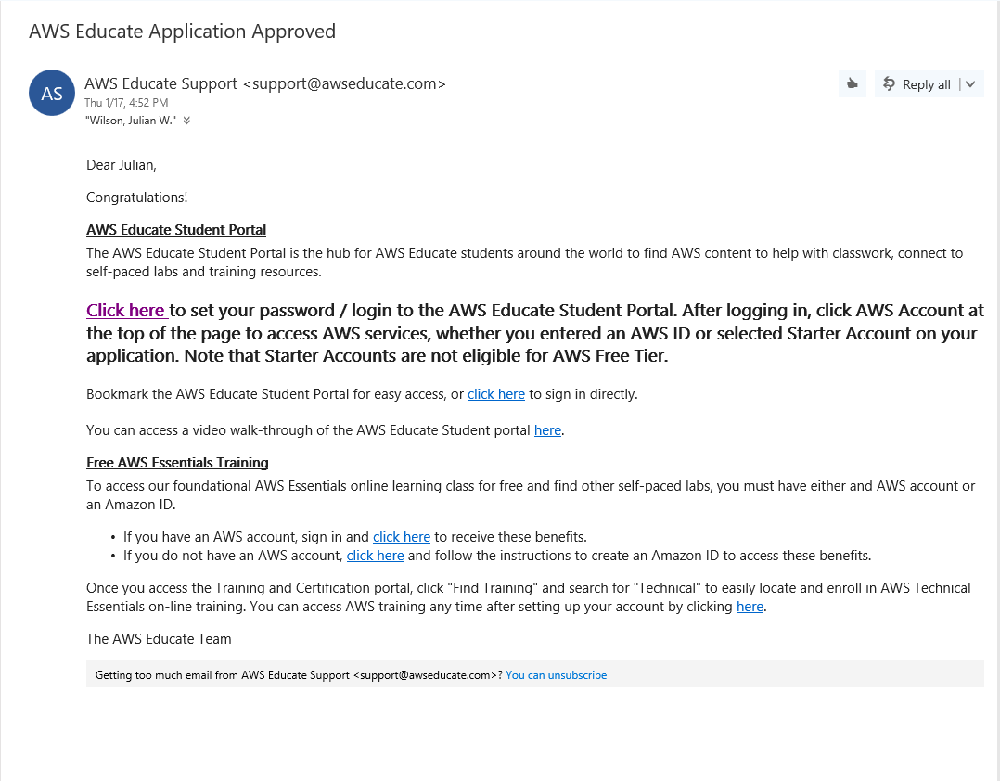 AWS Educate Application Approved
AS
AWS Educate Support <support@awseducate.com>
Reply all
Thu 1/17, 4:52 PM
"Wilson, Julian W."
Dear Julian,
Congratulations!
AWS Educate Student Portal
The AWS Educate Student Portal is the hub for AWS Educate students around the world to find AWS content to help with classwork, connect to
self-paced labs and training resources.
Click here to set your password / login to the AWS Educate Student Portal. After logging in, click AWS Account at
the top of the page to access AWS services, whether you entered an AWS ID or selected Starter Account on your
application. Note that Starter Accounts are not eligible for AWS Free Tier.
Bookmark the AWS Educate Student Portal for easy access, or click here to sign in directly.
You can access a video walk-through of the AWS Educate Student portal here.
Free AWS Essentials Training
To access our foundational AWS Essentials online learning class for free and find other self-paced labs, you must have either and AWS account or
an Amazon ID.
• If you have an AWS account, sign in and click here to receive these benefits.
• If you do not have an AWS account, click here and follow the instructions to create an Amazon ID to access these benefits.
Once you access the Training and Certification portal, click "Find Training" and search for "Technical" to easily locate and enroll in AWS Technical
Essentials on-line training. You can access AWS training any time after setting up your account by clicking here.
The AWS Educate Team
Getting too much email from AWS Educate Support <support@awseducate.com>? You can unsubscribe